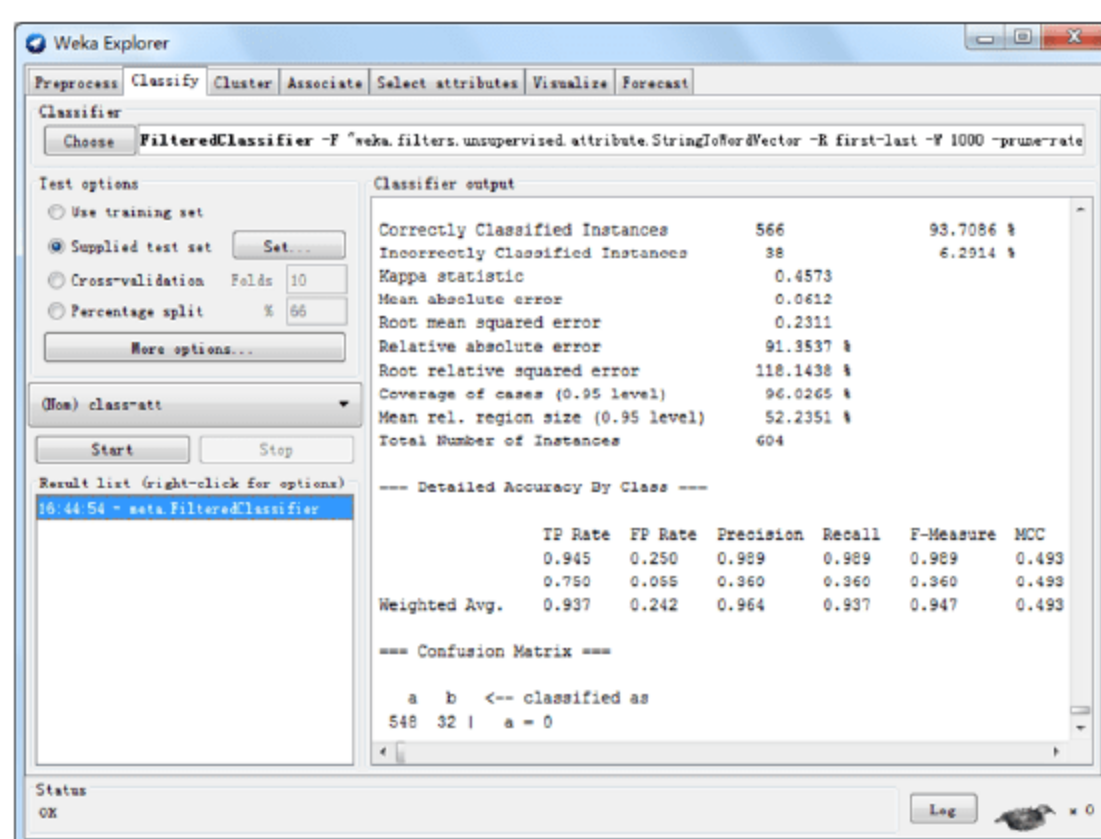 Weka Explorer
Preprocess Classify Cluster Associate Select attributes Visualize Forecast
Classifier
Choose FilteredClassifier -F "weka.filters.unsupervised.attribute.StringToWordVector -R first-last -W 1000 -prune-rate
Test options
Use training set
Supplied test set Set...
Cross-validation Folds 10
Percentage split % 66
More options...
(Nom) class-att
Start Stop
Result list (right-click for options)
16:44:54 - meta.FilteredClassifier
Classifier output
Correctly Classified Instances 566 93.7086 %
Incorrectly Classified Instances 38 6.2914 %
Kappa statistic 0.4573
Mean absolute error 0.0612
Root mean squared error 0.2311
Relative absolute error 91.3537 %
Root relative squared error 118.1438 %
Coverage of cases (0.95 level) 96.0265 %
Mean rel. region size (0.95 level) 52.2351 %
Total Number of Instances 604
=== Detailed Accuracy By Class ===
TP Rate FP Rate Precision Recall F-Measure MCC
0.945 0.250 0.989 0.989 0.989 0.493
0.750 0.055 0.360 0.360 0.360 0.493
Weighted Avg. 0.937 0.242 0.964 0.937 0.947 0.493
=== Confusion Matrix ===
a b <-- classified as
548 32 | a = 0
Status
OK
Log
x 0